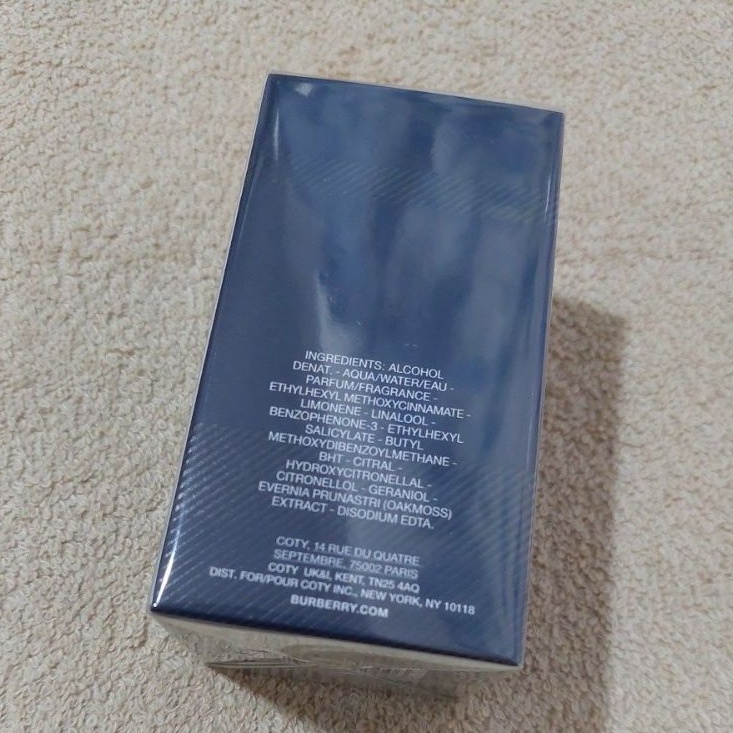 INGREDIENTS: ALCOHOL
DENAT. - AQUA/WATER/EAU -
PARFUM/FRAGRANCE -
ETHYLHEXYL METHOXYCINNAMATE -
LIMONENE - LINALOOL -
BENZOPHENONE-3 - ETHYLHEXYL
SALICYLATE - BUTYL
METHOXYDIBENZOYLMETHANE -
BHT - CITRAL -
HYDROXYCITRONELLAL -
CITRONELLOL - GERANIOL -
EVERNIA PRUNASTRI (OAKMOSS)
EXTRACT - DISODIUM EDTA.
COTY, 14 RUE DU QUATRE
SEPTEMBRE, 75002 PARIS
COTY UK&I, KENT, TN25 4AQ
DIST. FOR/POUR COTY INC., NEW YORK, NY 10118
BURBERRY.COM